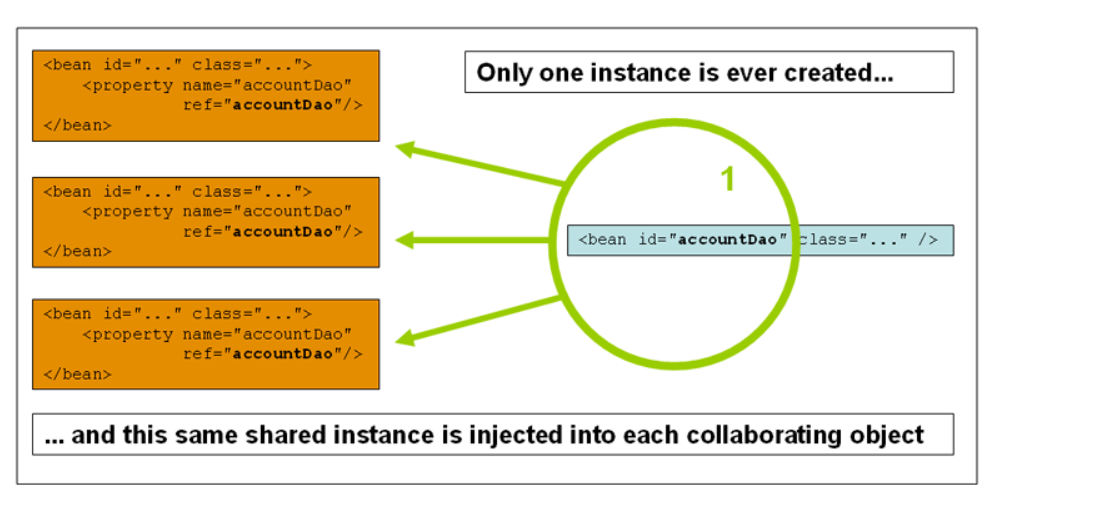 <bean id="..." class="...">
<property name="accountDao"
ref="accountDao"/>
</bean>
Only one instance is ever created...
<bean id="..." class="...">
<property name="accountDao"
ref="accountDao"/>
</bean>
1
<bean id="accountDao" class="..." />
<bean id="..." class="...">
<property name="accountDao"
ref="accountDao"/>
</bean>
... and this same shared instance is injected into each collaborating object